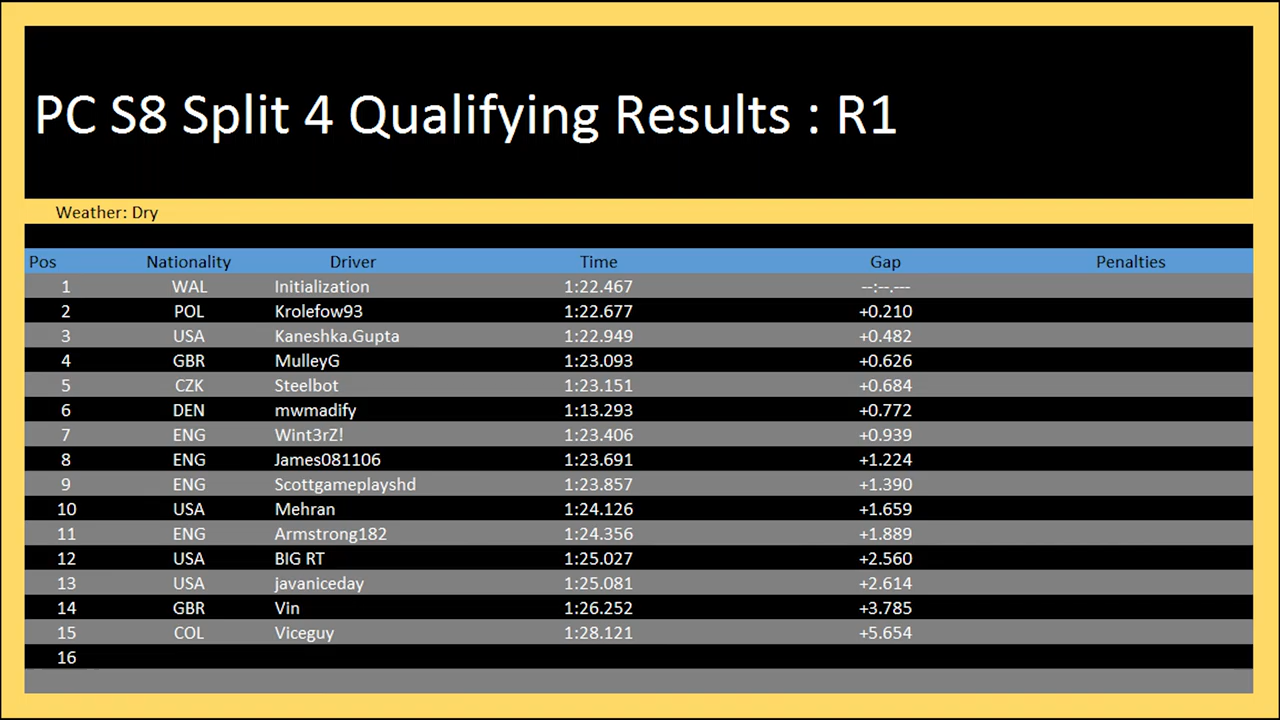 PC S8 Split 4 Qualifying Results : R1
Weather: Dry
Pos Nationality Driver Time Gap Penalties
1 WAL Initialization 1:22.467 --:--.---
2 POL Krolefow93 1:22.677 +0.210
3 USA Kaneshka.Gupta 1:22.949 +0.482
4 GBR MulleyG 1:23.093 +0.626
5 CZK Steelbot 1:23.151 +0.684
6 DEN mwmadify 1:13.293 +0.772
7 ENG Wint3rZ! 1:23.406 +0.939
8 ENG James081106 1:23.691 +1.224
9 ENG Scottgameplayshd 1:23.857 +1.390
10 USA Mehran 1:24.126 +1.659
11 ENG Armstrong182 1:24.356 +1.889
12 USA BIG RT 1:25.027 +2.560
13 USA javaniceday 1:25.081 +2.614
14 GBR Vin 1:26.252 +3.785
15 COL Viceguy 1:28.121 +5.654
16